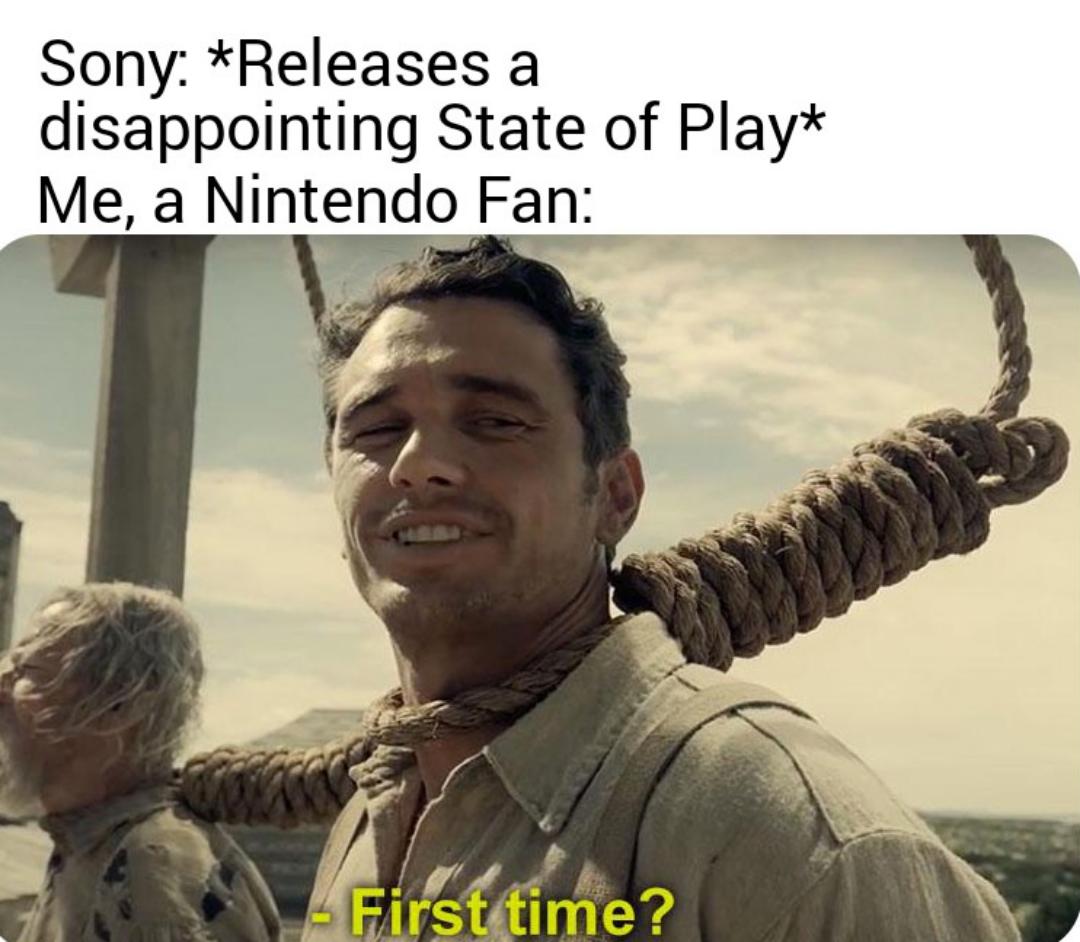 Sony: *Releases a
disappointing State of Play*
Me, a Nintendo Fan:
- First time?